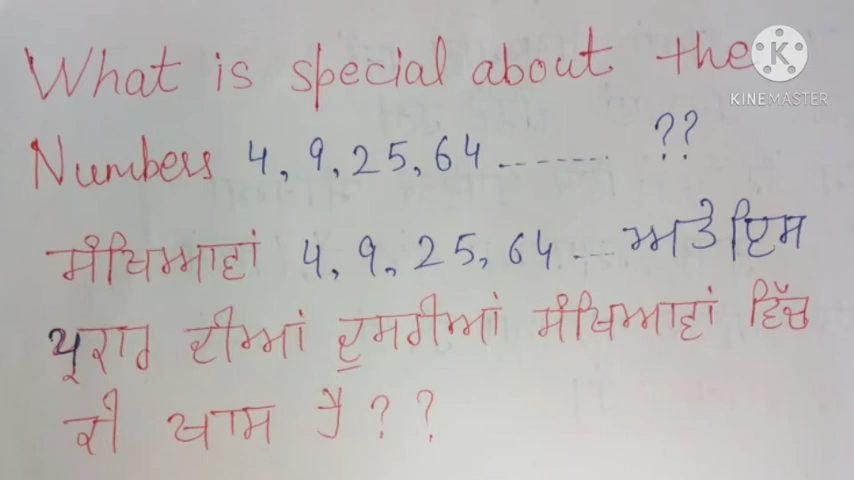 What is special about the
Numbers 4, 9, 25, 64 ------- ??
ਸੰਖਿਆਵਾਂ 4, 9, 25, 64 --- ਅਤੇ ਇਸ
ਪ੍ਰਕਾਰ ਦੀਆਂ ਦੂਸਰੀਆਂ ਸੰਖਿਆਵਾਂ ਵਿੱਚ
ਕੀ ਖਾਸ ਹੈ ? ?
KINEMASTER